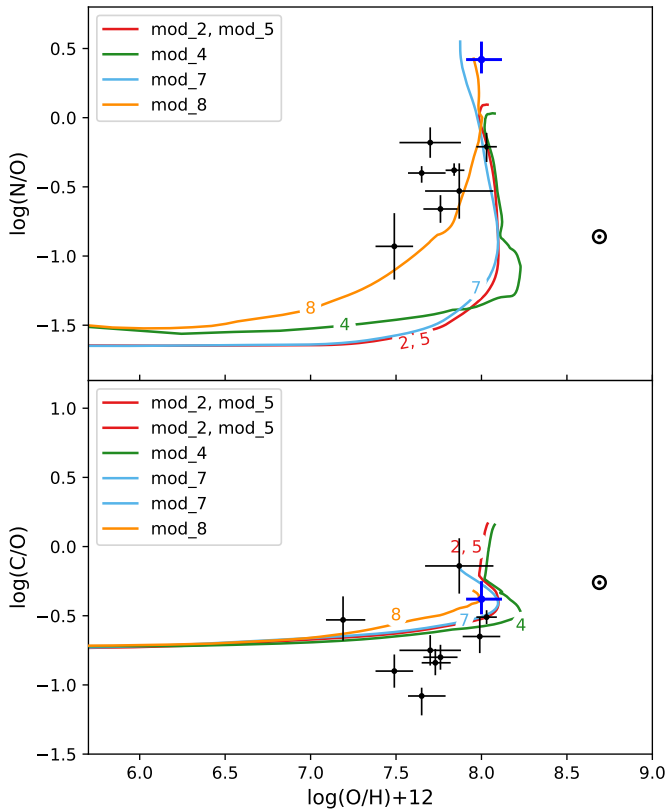 mod_2, mod_5
mod_4
mod_7
mod_8
0.5
0.0
−0.5
−1.0
−1.5
log(N/O)
8
7
4
2, 5
mod_2, mod_5
mod_2, mod_5
mod_4
mod_7
mod_7
mod_8
1.0
0.5
0.0
−0.5
−1.0
−1.5
log(C/O)
2, 5
8
7
4
6.0 6.5 7.0 7.5 8.0 8.5 9.0
log(O/H)+12